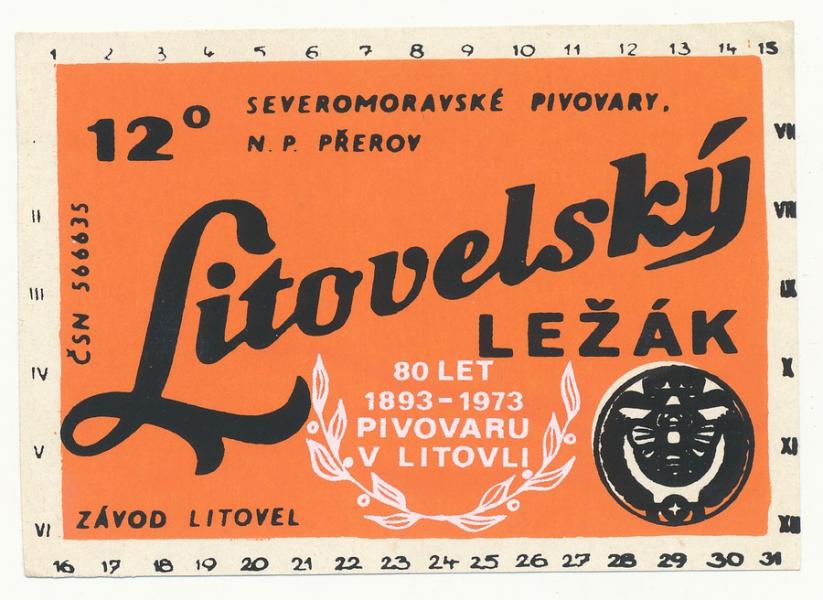 1 2 3 4 5 6 7 8 9 10 11 12 13 14 15
12° SEVEROMORAVSKÉ PIVOVARY,
N. P. PŘEROV
Litovelský
LEŽÁK
80 LET
1893-1973
PIVOVARU
V LITOVLI
ČSN 566635
ZÁVOD LITOVEL
II
III
IV
V
VI
VII
VIII
IX
X
XI
XII
16 17 18 19 20 21 22 23 24 25 26 27 28 29 30 31